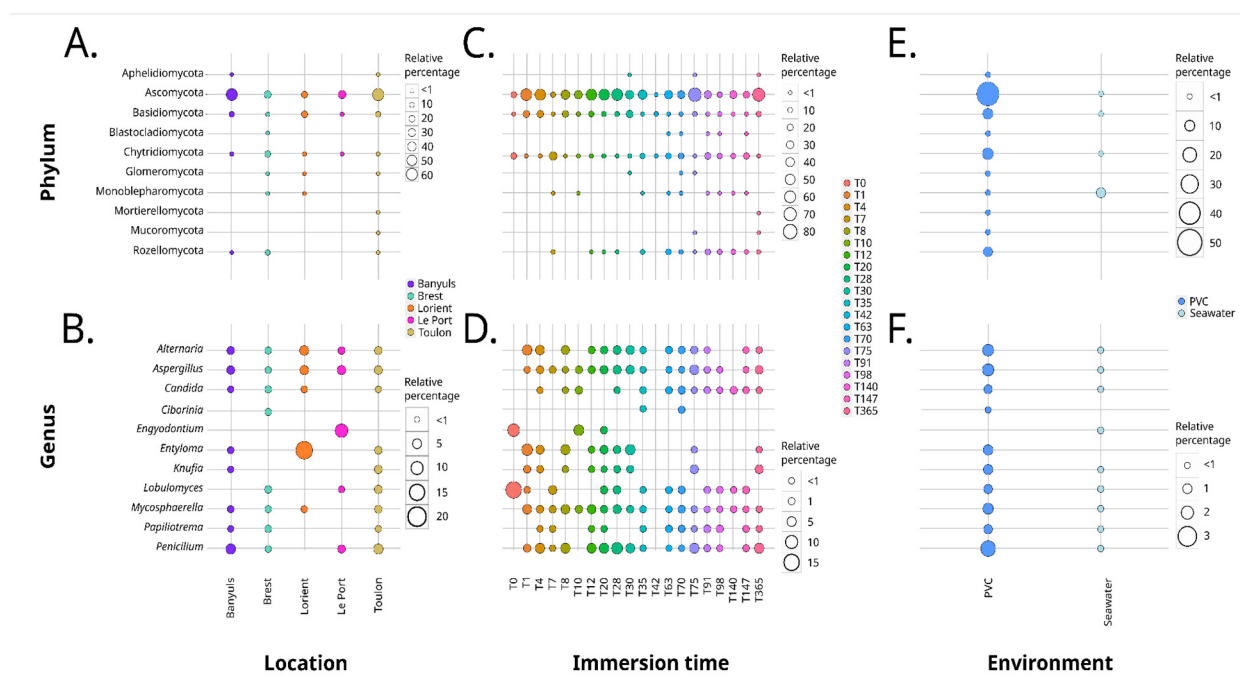 A.
C.
E.
Phylum
Aphelidiomycota
Ascomycota
Basidiomycota
Blastocladiomycota
Chytridiomycota
Glomeromycota
Monoblepharomycota
Mortierellomycota
Mucoromycota
Rozellomycota
Relative
percentage
<1
10
20
30
40
50
60
Relative
percentage
<1
10
20
30
40
50
60
70
80
Relative
percentage
<1
10
20
30
40
50
Banyuls
Brest
Lorient
Le Port
Toulon
T0
T1
T4
T7
T8
T10
T12
T20
T28
T30
T35
T42
T63
T70
T75
T91
T98
T140
T147
T365
PVC
Seawater
B.
D.
F.
Genus
Alternaria
Aspergillus
Candida
Ciborinia
Engyodontium
Entyloma
Knufia
Lobulomyces
Mycosphaerella
Papiliotrema
Penicilium
Relative
percentage
<1
5
10
15
20
Relative
percentage
<1
1
5
10
15
Relative
percentage
<1
1
2
3
Banyuls
Brest
Lorient
Le Port
Toulon
T0
T1
T4
T7
T8
T10
T12
T20
T28
T30
T35
T42
T63
T70
T75
T91
T98
T140
T147
T365
PVC
Seawater
Location
Immersion time
Environment